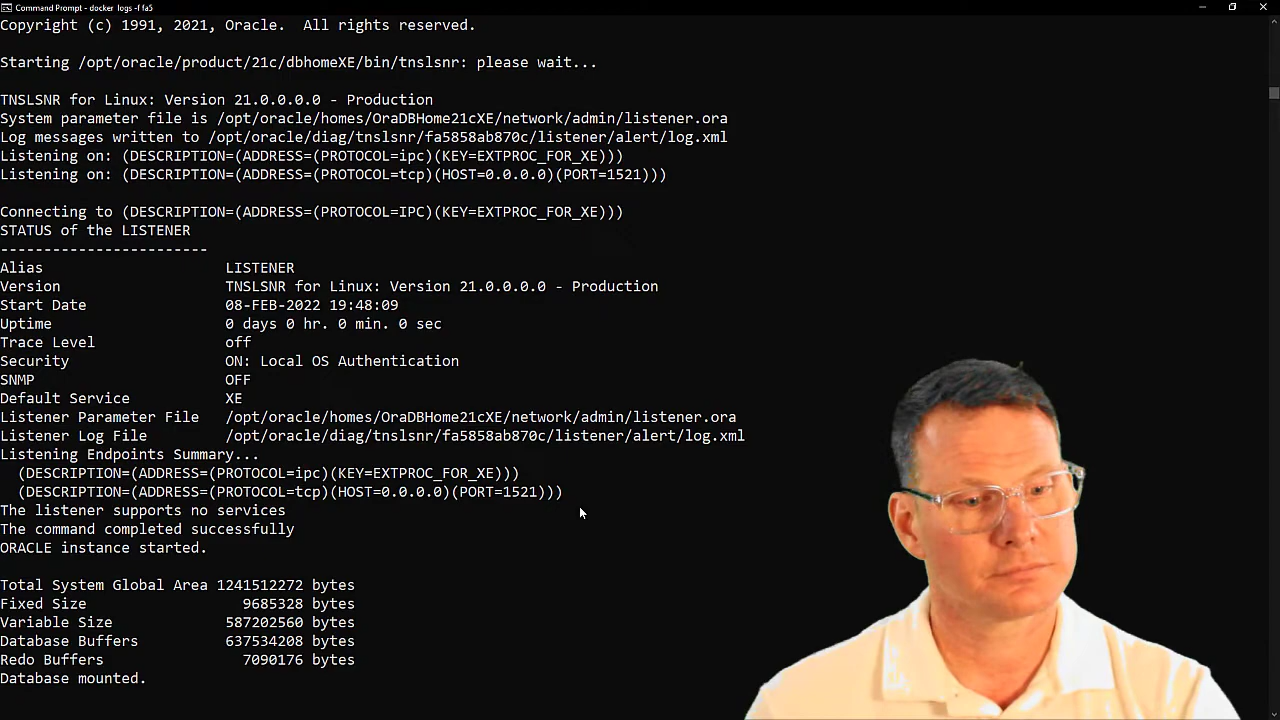 Command Prompt - docker logs -f fa5
Copyright (c) 1991, 2021, Oracle.  All rights reserved.
Starting /opt/oracle/product/21c/dbhomeXE/bin/tnslsnr: please wait...
TNSLSNR for Linux: Version 21.0.0.0.0 - Production
System parameter file is /opt/oracle/homes/OraDBHome21cXE/network/admin/listener.ora
Log messages written to /opt/oracle/diag/tnslsnr/fa5858ab870c/listener/alert/log.xml
Listening on: (DESCRIPTION=(ADDRESS=(PROTOCOL=ipc)(KEY=EXTPROC_FOR_XE)))
Listening on: (DESCRIPTION=(ADDRESS=(PROTOCOL=tcp)(HOST=0.0.0.0)(PORT=1521)))
Connecting to (DESCRIPTION=(ADDRESS=(PROTOCOL=IPC)(KEY=EXTPROC_FOR_XE)))
STATUS of the LISTENER
------------------------
Alias                     LISTENER
Version                   TNSLSNR for Linux: Version 21.0.0.0.0 - Production
Start Date                08-FEB-2022 19:48:09
Uptime                    0 days 0 hr. 0 min. 0 sec
Trace Level               off
Security                  ON: Local OS Authentication
SNMP                      OFF
Default Service           XE
Listener Parameter File   /opt/oracle/homes/OraDBHome21cXE/network/admin/listener.ora
Listener Log File         /opt/oracle/diag/tnslsnr/fa5858ab870c/listener/alert/log.xml
Listening Endpoints Summary...
  (DESCRIPTION=(ADDRESS=(PROTOCOL=ipc)(KEY=EXTPROC_FOR_XE)))
  (DESCRIPTION=(ADDRESS=(PROTOCOL=tcp)(HOST=0.0.0.0)(PORT=1521)))
The listener supports no services
The command completed successfully
ORACLE instance started.
Total System Global Area 1241512272 bytes
Fixed Size                  9685328 bytes
Variable Size             587202560 bytes
Database Buffers          637534208 bytes
Redo Buffers                7090176 bytes
Database mounted.